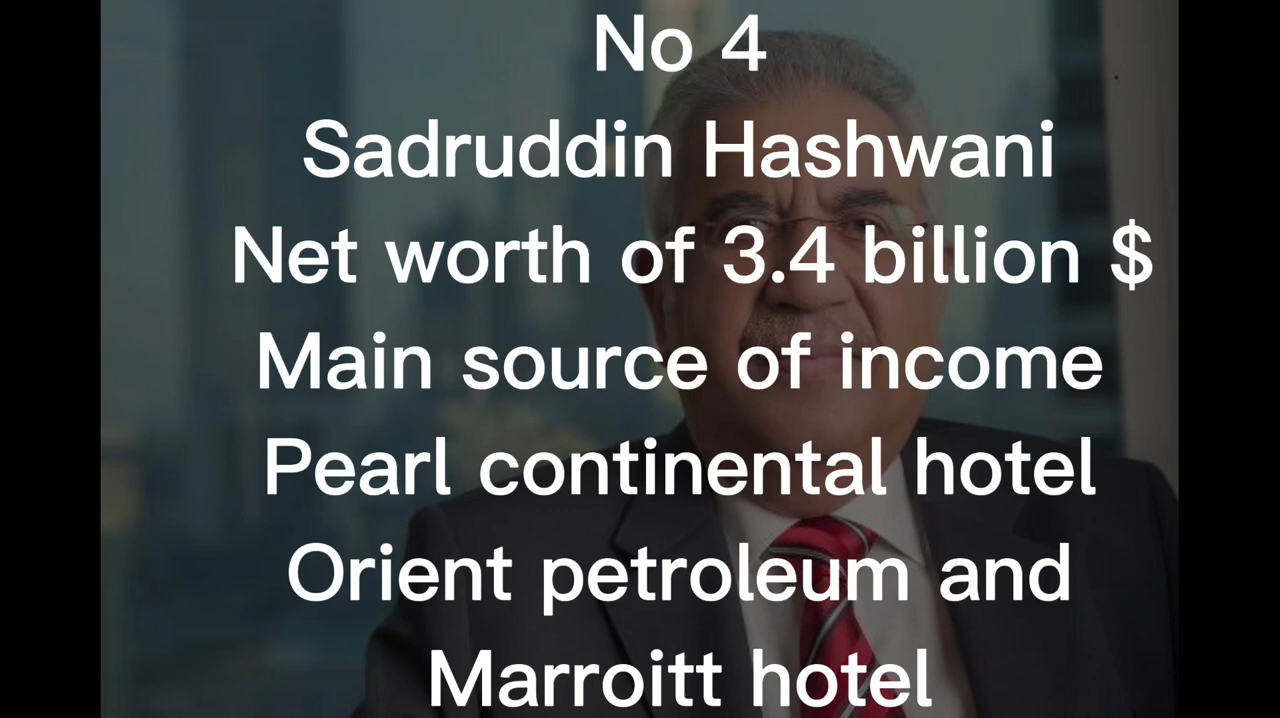 No 4
Sadruddin Hashwani
Net worth of 3.4 billion $
Main source of income
Pearl continental hotel
Orient petroleum and
Marroitt hotel